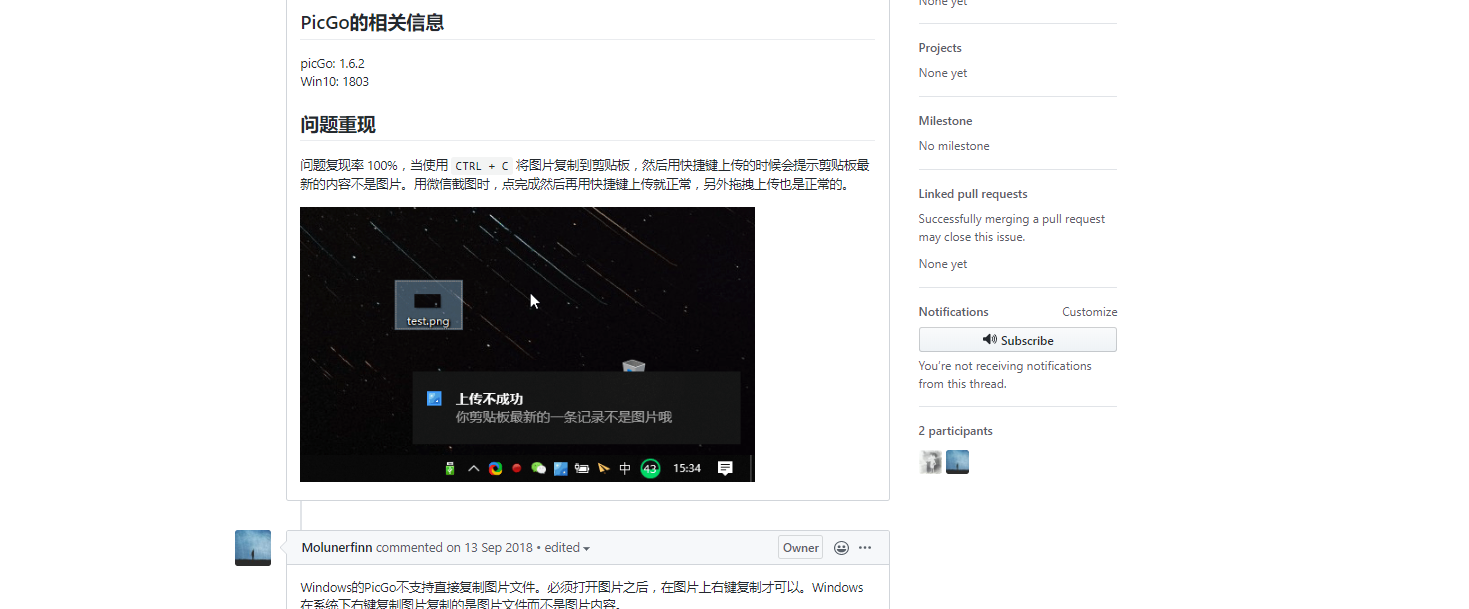 None yet
PicGo的相关信息
picGo: 1.6.2
Win10: 1803
问题重现
问题复现率 100%，当使用 CTRL + C 将图片复制到剪贴板，然后用快捷键上传的时候会提示剪贴板最
新的内容不是图片。用微信截图时，点完成然后再用快捷键上传就正常，另外拖拽上传也是正常的。
test.png
上传不成功
你剪贴板最新的一条记录不是图片哦
中
43
15:34
Projects
None yet
Milestone
No milestone
Linked pull requests
Successfully merging a pull request
may close this issue.
None yet
Notifications Customize
Subscribe
You're not receiving notifications
from this thread.
2 participants
Molunerfinn commented on 13 Sep 2018 • edited
Owner
Windows的PicGo不支持直接复制图片文件。必须打开图片之后，在图片上右键复制才可以。Windows
在系统下右键复制图片复制的是图片文件而不是图片内容。